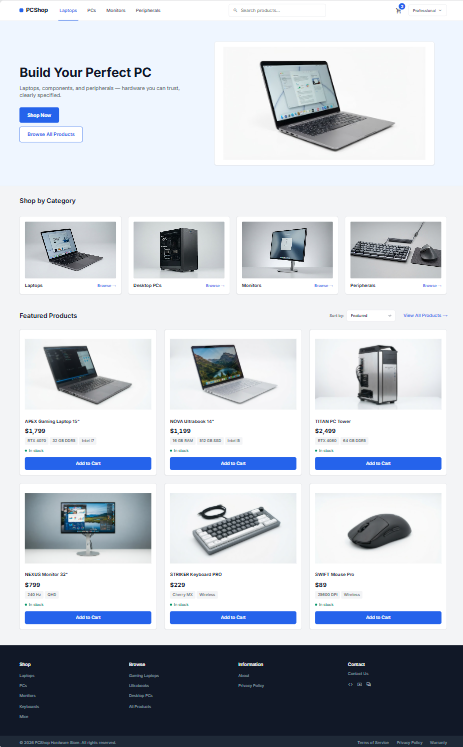 PCShop
Laptops PCs Monitors Peripherals
Search products...
2
Professional
Build Your Perfect PC
Laptops, components, and peripherals — hardware you can trust,
clearly specified.
Shop Now
Browse All Products
Shop by Category
Laptops Browse →
Desktop PCs Browse →
Monitors Browse →
Peripherals Browse →
Featured Products
Sort by: Featured
View All Products →
APEX Gaming Laptop 15"
$1,799
RTX 4070 32 GB DDR5 Intel i7
In stock
Add to Cart
NOVA Ultrabook 14"
$1,199
16 GB RAM 512 GB SSD Intel i5
In stock
Add to Cart
TITAN PC Tower
$2,499
RTX 4080 64 GB DDR5
In stock
Add to Cart
NEXUS Monitor 32"
$799
240 Hz QHD
In stock
Add to Cart
STRIKER Keyboard PRO
$229
Cherry MX Wireless
In stock
Add to Cart
SWIFT Mouse Pro
$89
25600 DPI Wireless
In stock
Add to Cart
Shop
Laptops
PCs
Monitors
Keyboards
Mice
Browse
Gaming Laptops
Ultrabooks
Desktop PCs
All Products
Information
About
Privacy Policy
Contact
Contact Us
© 2026 PCShop Hardware Store. All rights reserved.
Terms of Service Privacy Policy Warranty